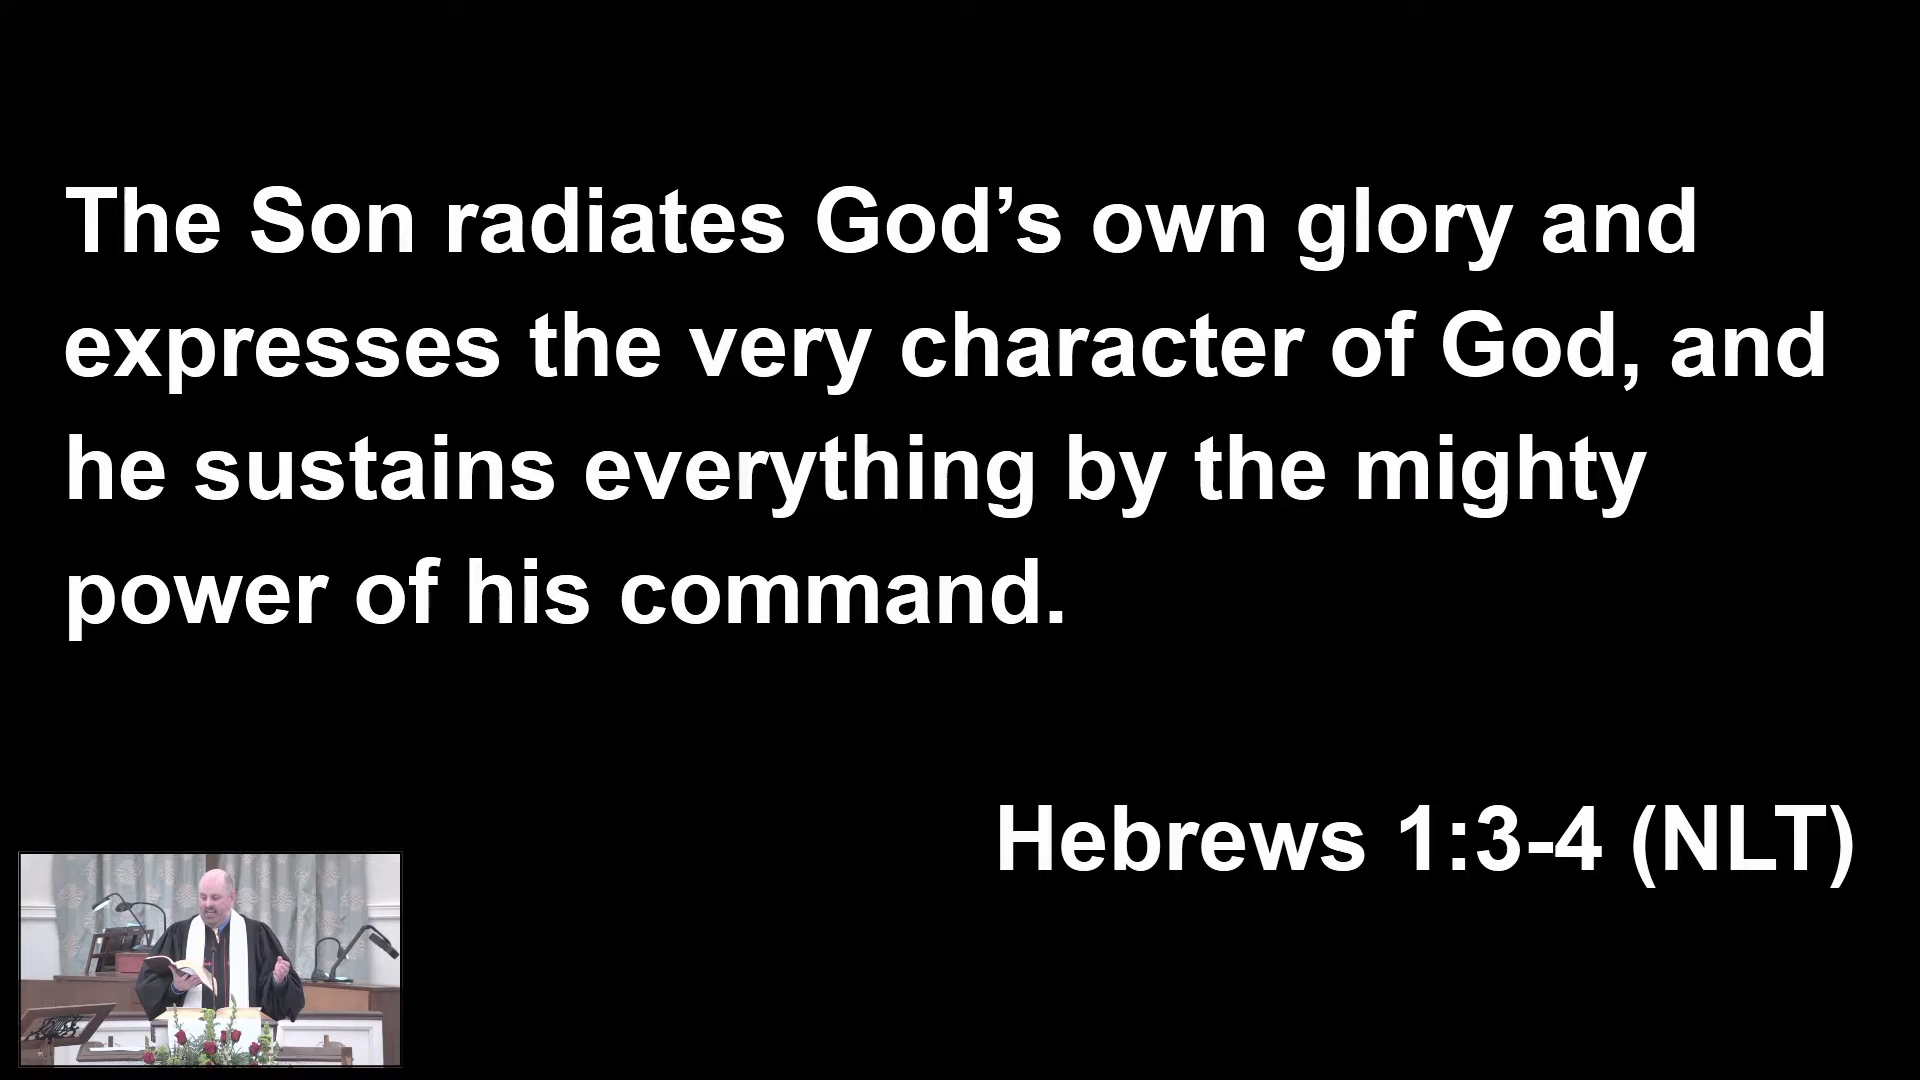 The Son radiates God’s own glory and
expresses the very character of God, and
he sustains everything by the mighty
power of his command.
Hebrews 1:3-4 (NLT)